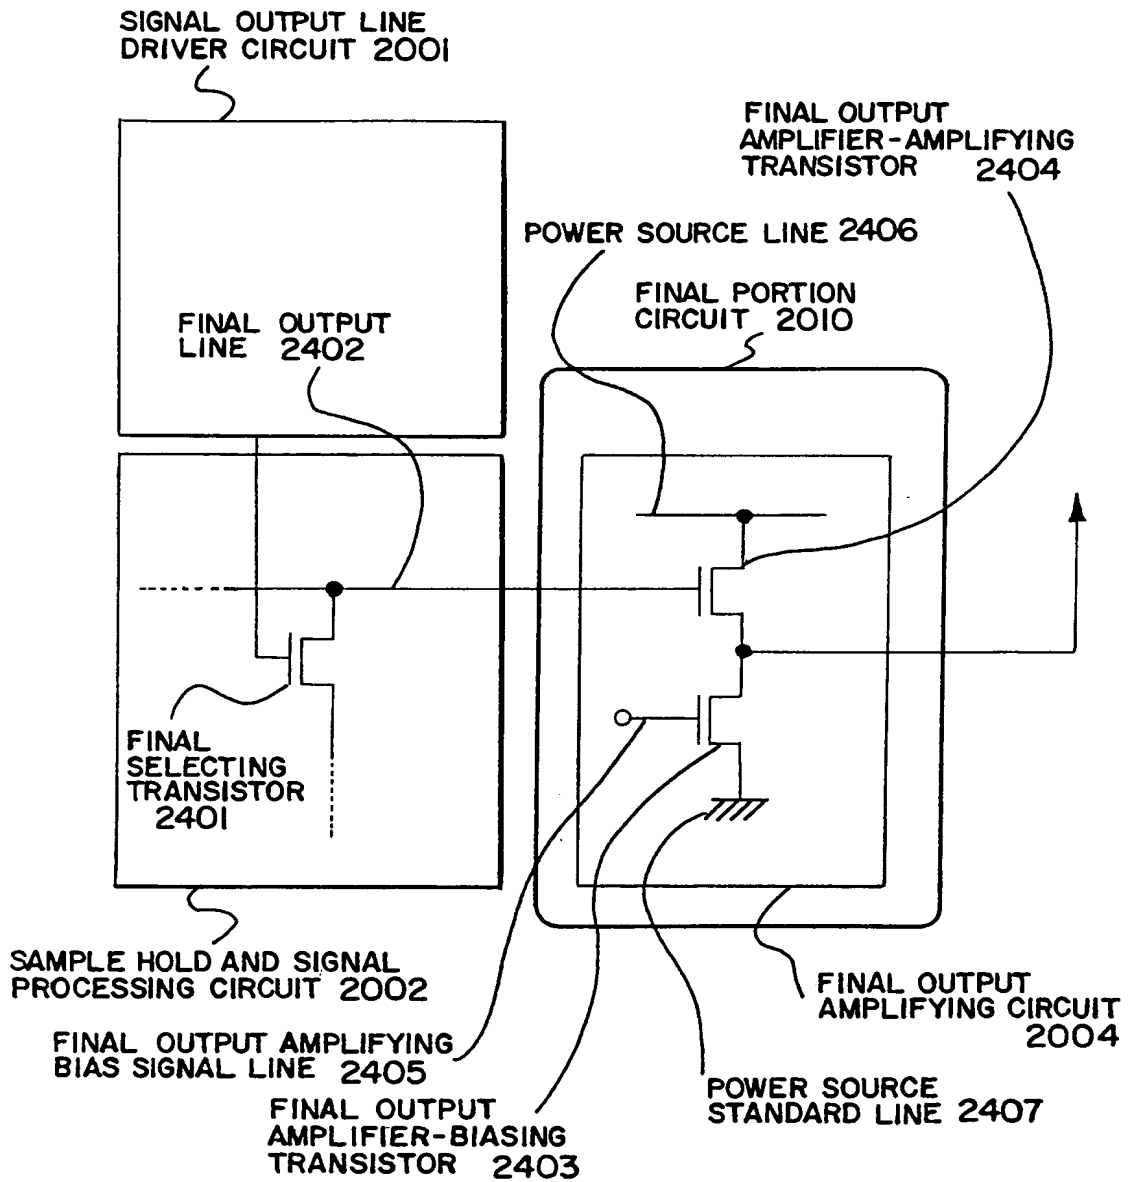 SIGNAL OUTPUT LINE
DRIVER CIRCUIT 2001
FINAL OUTPUT
AMPLIFIER-AMPLIFYING
TRANSISTOR 2404
POWER SOURCE LINE 2406
FINAL PORTION
CIRCUIT 2010
FINAL OUTPUT
LINE 2402
FINAL
SELECTING
TRANSISTOR
2401
SAMPLE HOLD AND SIGNAL
PROCESSING CIRCUIT 2002
FINAL OUTPUT
AMPLIFYING CIRCUIT
2004
FINAL OUTPUT AMPLIFYING
BIAS SIGNAL LINE 2405
POWER SOURCE
STANDARD LINE 2407
FINAL OUTPUT
AMPLIFIER-BIASING
TRANSISTOR 2403